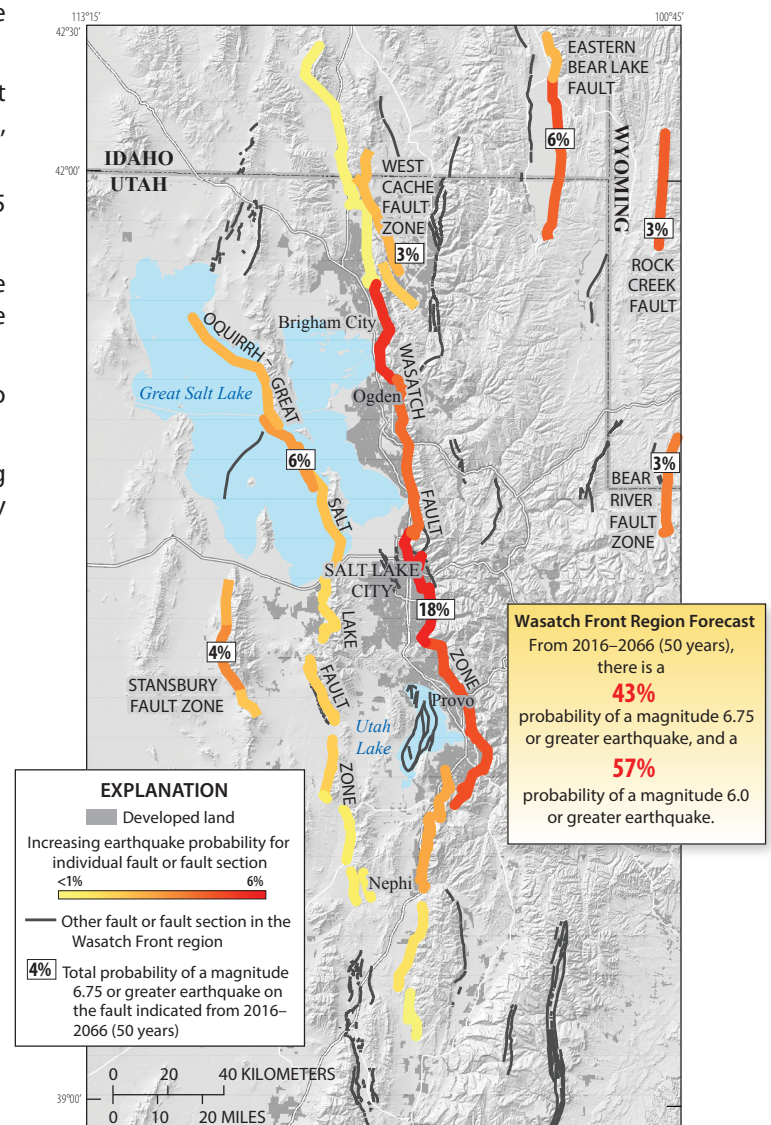 e
t
,
5
e
e
o
g
y
113°15'
100°45'
42°30'
EASTERN
BEAR LAKE
FAULT
6%
WYOMING
IDAHO
UTAH
42°00'
WEST
CACHE
FAULT
ZONE
3%
3%
ROCK
CREEK
FAULT
Brigham City
OQUIRRH –
GREAT
SALT
LAKE
FAULT
ZONE
WASATCH
FAULT
ZONE
Great Salt Lake
Ogden
6%
3%
BEAR
RIVER
FAULT
ZONE
SALT LAKE
CITY
18%
4%
STANSBURY
FAULT ZONE
Provo
Utah
Lake
Nephi
Wasatch Front Region Forecast
From 2016–2066 (50 years),
there is a
43%
probability of a magnitude 6.75
or greater earthquake, and a
57%
probability of a magnitude 6.0
or greater earthquake.
EXPLANATION
Developed land
Increasing earthquake probability for
individual fault or fault section
<1% 6%
Other fault or fault section in the
Wasatch Front region
4% Total probability of a magnitude
6.75 or greater earthquake on
the fault indicated from 2016–
2066 (50 years)
0 20 40 KILOMETERS
0 10 20 MILES
39°00'